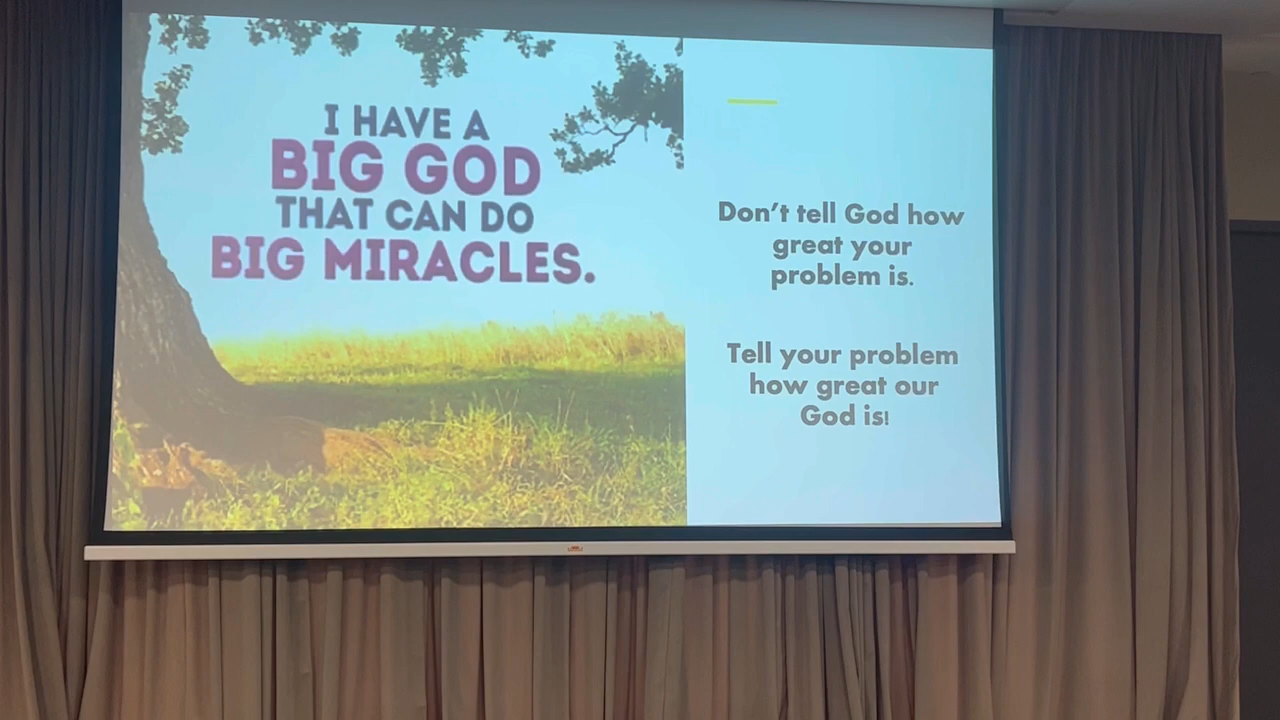 I HAVE A
BIG GOD
THAT CAN DO
BIG MIRACLES.
Don't tell God how
great your
problem is.
Tell your problem
how great our
God is!